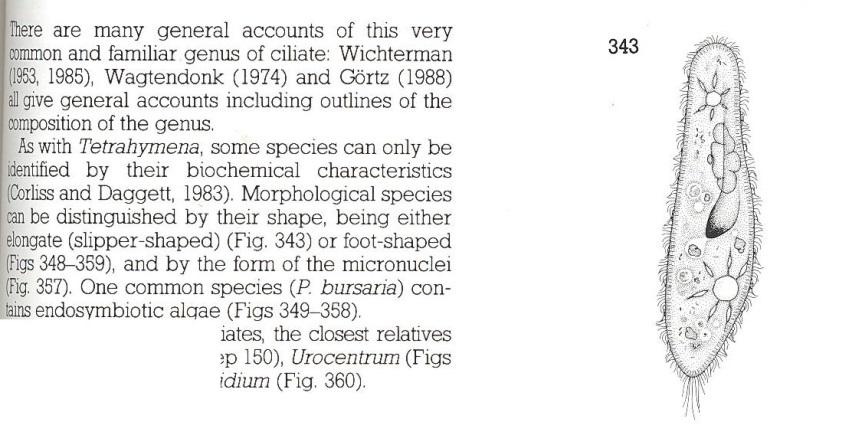 There are many general accounts of this very
common and familiar genus of ciliate: Wichterman
(1953, 1985), Wagtendonk (1974) and Görtz (1988)
all give general accounts including outlines of the
composition of the genus.
As with Tetrahymena, some species can only be
identified by their biochemical characteristics
(Corliss and Daggett, 1983). Morphological species
can be distinguished by their shape, being either
elongate (slipper-shaped) (Fig. 343) or foot-shaped
(Figs 348–359), and by the form of the micronuclei
(Fig. 357). One common species (P. bursaria) con-
tains endosymbiotic algae (Figs 349–358).
iates, the closest relatives
p 150), Urocentrum (Figs
idium (Fig. 360).
343